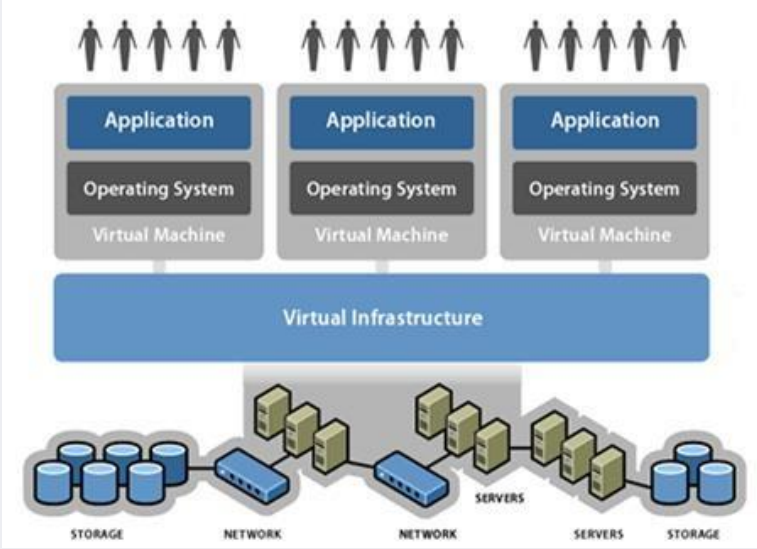 Application
Application
Application
Operating System
Operating System
Operating System
Virtual Machine
Virtual Machine
Virtual Machine
Virtual Infrastructure
SERVERS
STORAGE
NETWORK
NETWORK
SERVERS
STORAGE